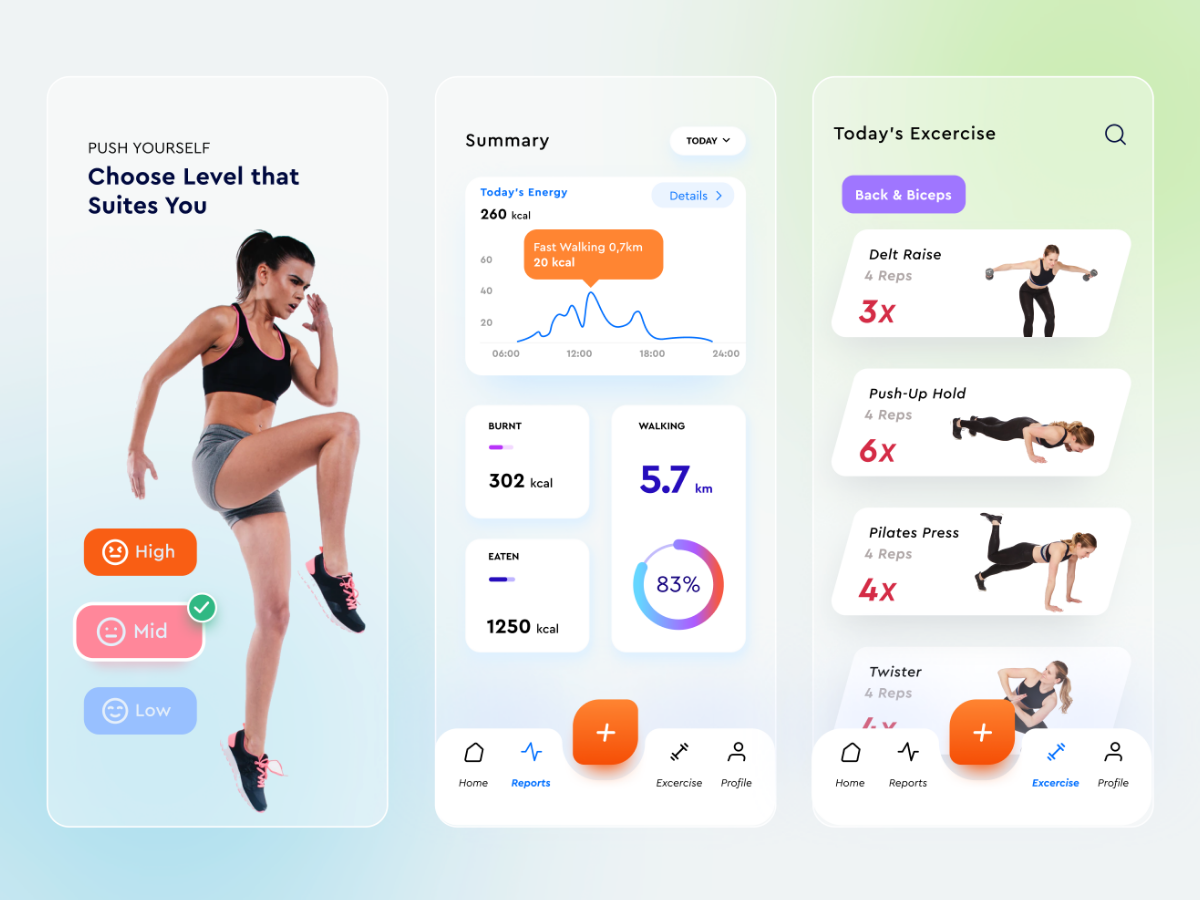 PUSH YOURSELF
Choose Level that
Suites You
High
Mid
Low
Summary
TODAY
Today's Energy
Details
260 kcal
Fast Walking 0,7km
20 kcal
60
40
20
06:00 12:00 18:00 24:00
BURNT
302 kcal
EATEN
1250 kcal
WALKING
5.7 km
83%
+
Home Reports Excercise Profile
Today's Excercise
Back & Biceps
Delt Raise
4 Reps
3x
Push-Up Hold
4 Reps
6x
Pilates Press
4 Reps
4x
Twister
4 Reps
+
Home Reports Excercise Profile